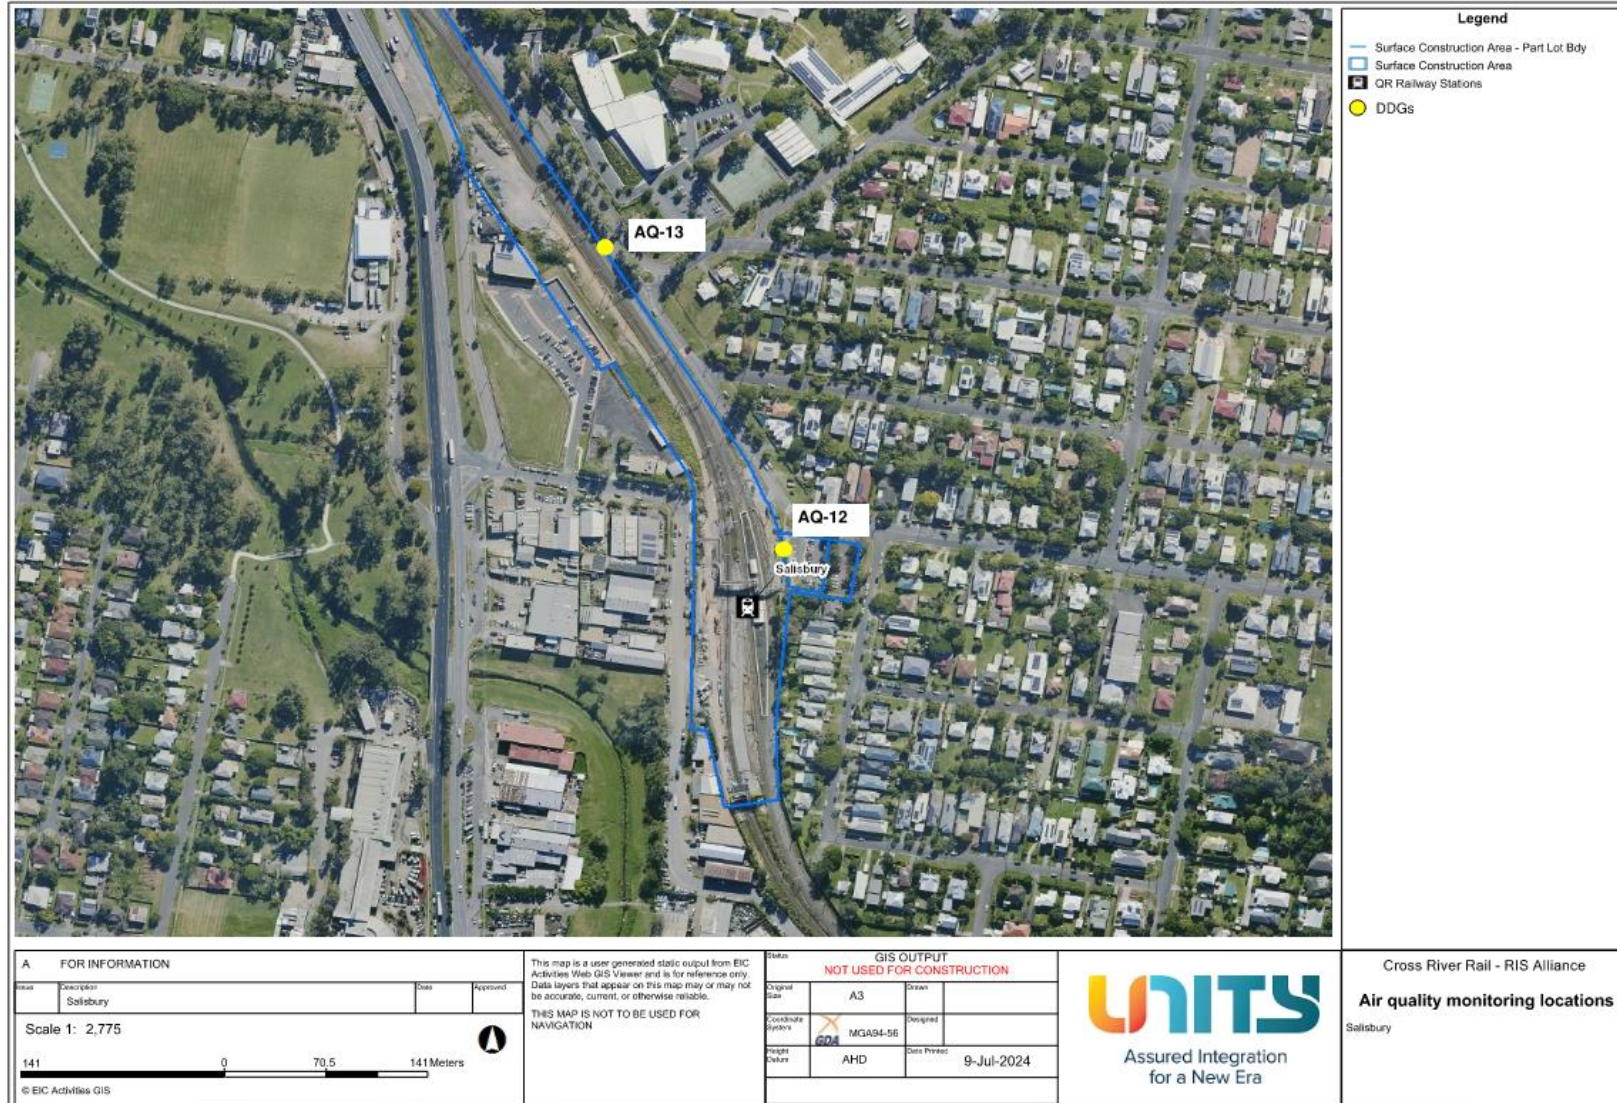 Legend
Surface Construction Area - Part Lot Bdy
Surface Construction Area
QR Railway Stations
DDGs
AQ-13
AQ-12
Salisbury
A FOR INFORMATION
Issue Description Date Approved
Salisbury
Scale 1: 2,775
141 0 70.5 141 Meters
© EIC Activities GIS
This map is a user generated static output from EIC
Activities Web GIS Viewer and is for reference only.
Data layers that appear on this map may or may not
be accurate, current, or otherwise reliable.
THIS MAP IS NOT TO BE USED FOR
NAVIGATION
Status
GIS OUTPUT
NOT USED FOR CONSTRUCTION
Original Size A3 Drawn
Coordinate System GDA MGA94-56 Designed
Height Datum AHD Date Printed 9-Jul-2024
UNITY
Assured Integration
for a New Era
Cross River Rail - RIS Alliance
Air quality monitoring locations
Salisbury